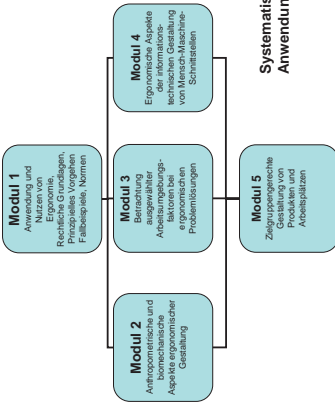 Modul 1
Anwendung und
Nutzen von
Ergonomie,
Rechtliche Grundlagen,
Prinzipielles Vorgehen
Fallbeispiele, Normen
Modul 2
Anthropometrische und
biomechanische
Aspekte ergonomischer
Gestaltung
Modul 3
Betrachtung
ausgewählter
Arbeitsumgebungs-
faktoren bei
ergonomischen
Problemlösungen
Modul 4
Ergonomische Aspekte
der informations-
technischen Gestaltung
von Mensch-Maschine-
Schnittstellen
Modul 5
Zielgruppengerechte
Gestaltung von
Produkten und
Arbeitsplätzen
Systematis
Anwendun